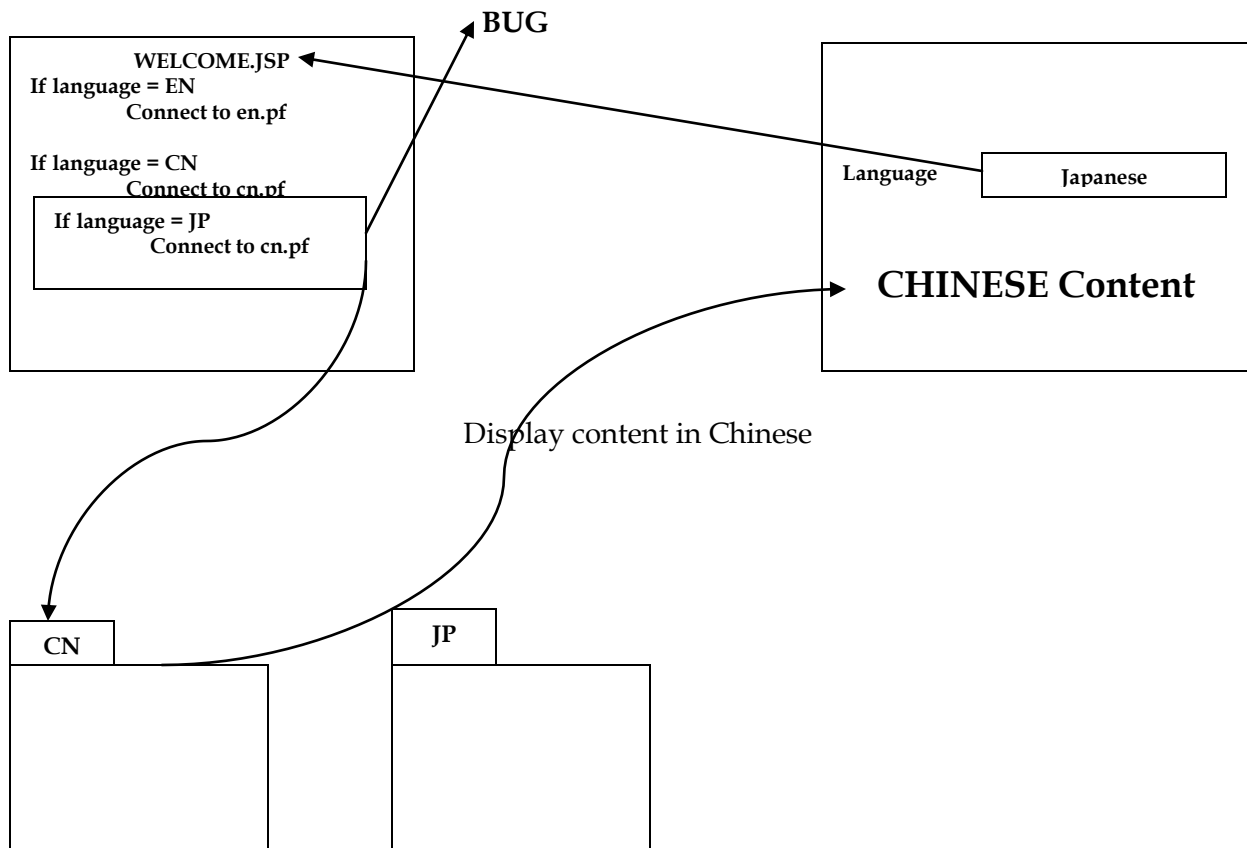 BUG
WELCOME.JSP
If language = EN
Connect to en.pf
If language = CN
Connect to cn.pf
If language = JP
Connect to cn.pf
Language
Japanese
CHINESE Content
Display content in Chinese
CN
JP